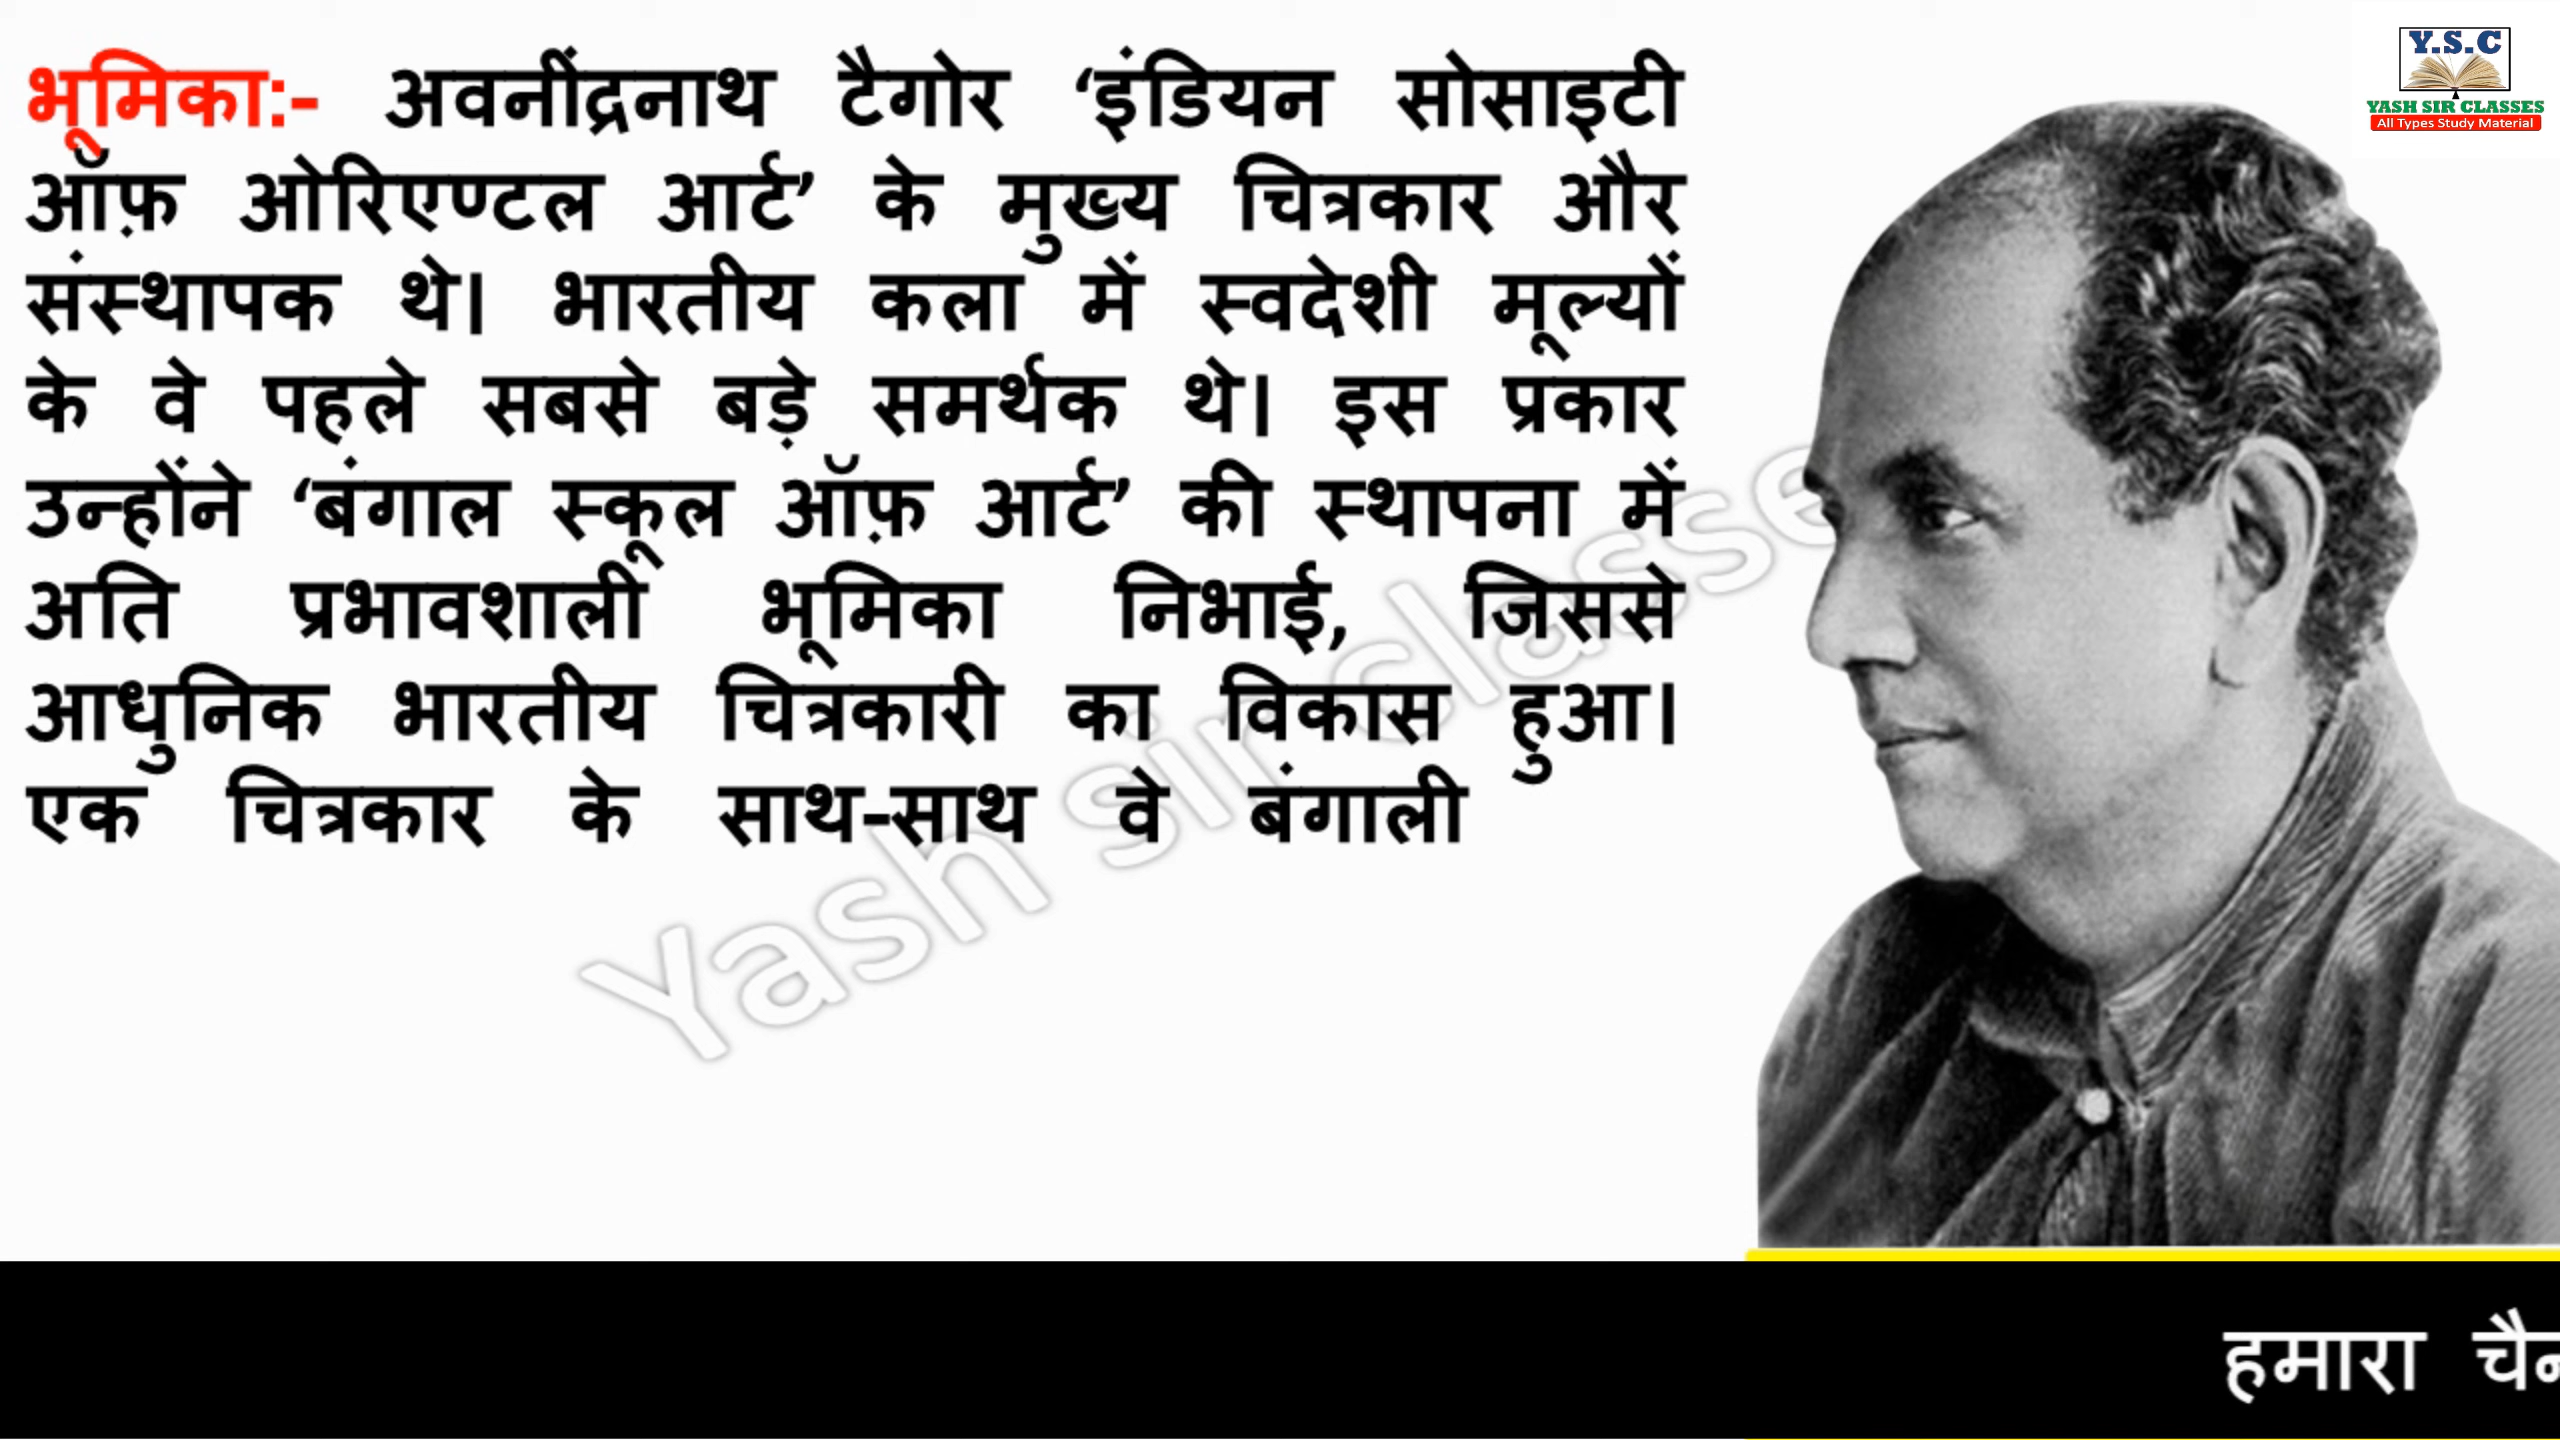 Y.S.C
YASH SIR CLASSES
All Types Study Material
भूमिका:- अवनींद्रनाथ टैगोर ‘इंडियन सोसाइटी
ऑफ़ ओरिएण्टल आर्ट’ के मुख्य चित्रकार और
संस्थापक थे। भारतीय कला में स्वदेशी मूल्यों
के वे पहले सबसे बड़े समर्थक थे। इस प्रकार
उन्होंने ‘बंगाल स्कूल ऑफ़ आर्ट’ की स्थापना में
अति प्रभावशाली भूमिका निभाई, जिससे
आधुनिक भारतीय चित्रकारी का विकास हुआ।
एक चित्रकार के साथ-साथ वे बंगाली
Yash sir classe
हमारा